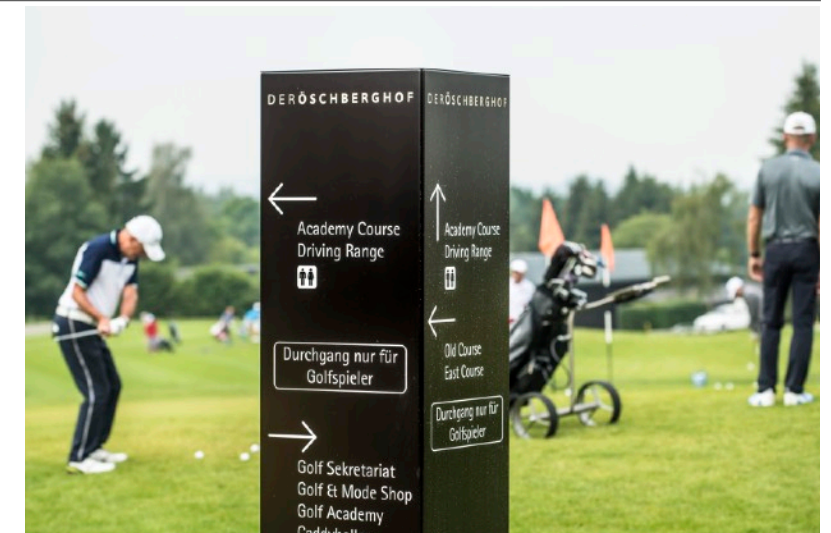 DERÖSCHBERGHOF
Academy Course
Driving Range
Durchgang nur für
Golfspieler
Golf Sekretariat
Golf & Mode Shop
Golf Academy
DERÖSCHBERGHOF
Academy Course
Driving Range
Old Course
East Course
Durchgang nur für
Golfspieler